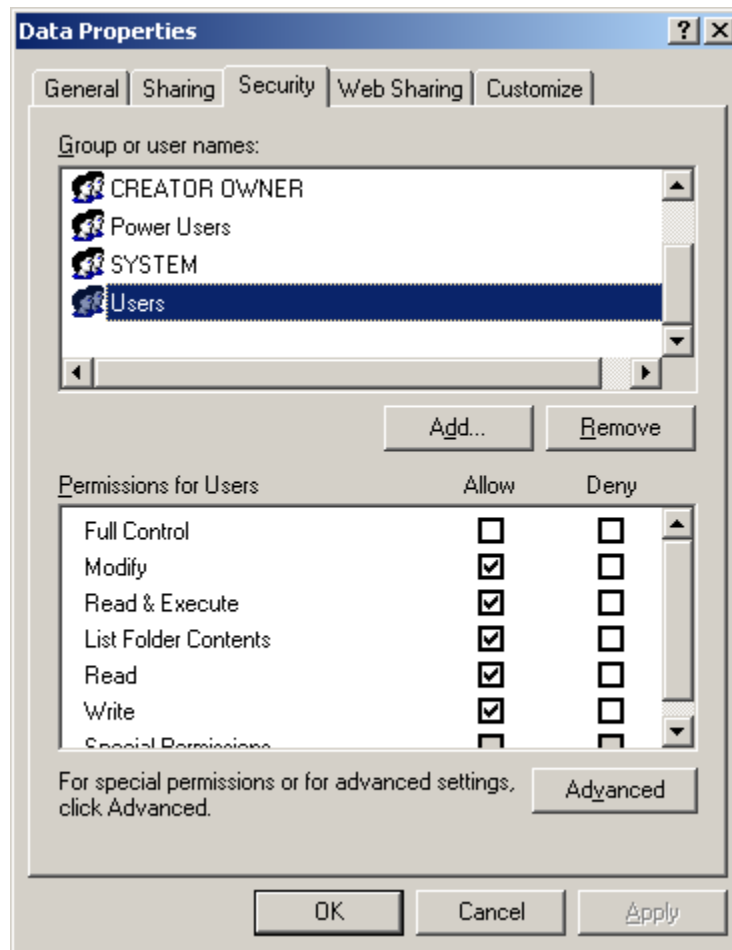 Data Properties
General Sharing Security Web Sharing Customize
Group or user names:
CREATOR OWNER
Power Users
SYSTEM
Users
Add... Remove
Permissions for Users Allow Deny
Full Control
Modify
Read & Execute
List Folder Contents
Read
Write
Special Permissions
For special permissions or for advanced settings,
click Advanced.
Advanced
OK Cancel Apply